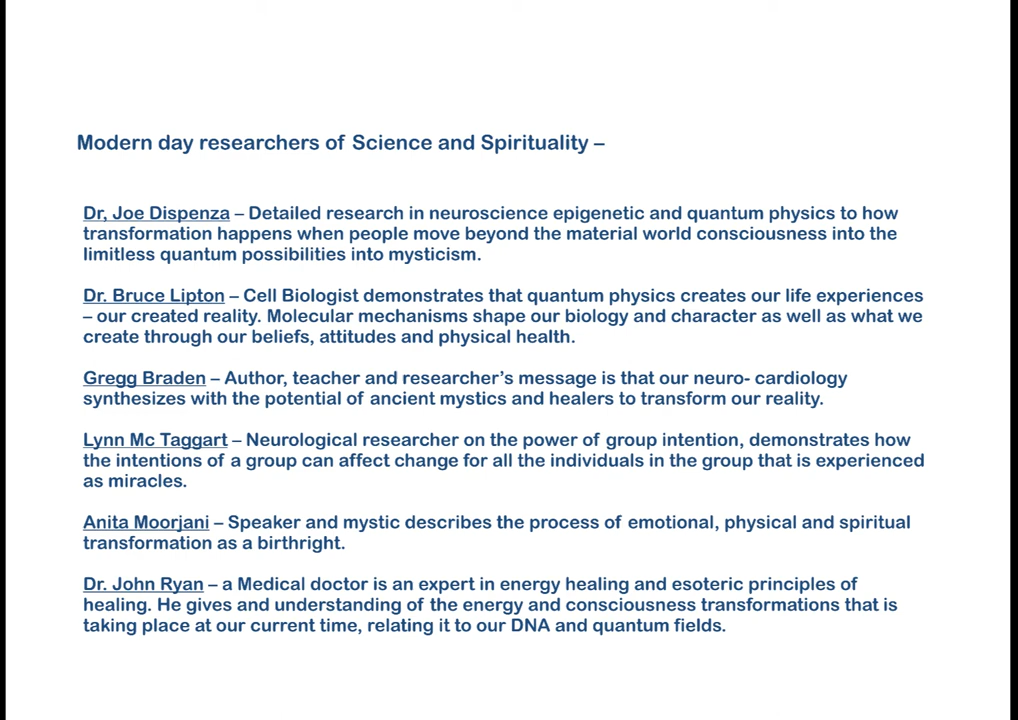 Modern day researchers of Science and Spirituality –
Dr, Joe Dispenza – Detailed research in neuroscience epigenetic and quantum physics to how
transformation happens when people move beyond the material world consciousness into the
limitless quantum possibilities into mysticism.
Dr. Bruce Lipton – Cell Biologist demonstrates that quantum physics creates our life experiences
– our created reality. Molecular mechanisms shape our biology and character as well as what we
create through our beliefs, attitudes and physical health.
Gregg Braden – Author, teacher and researcher's message is that our neuro- cardiology
synthesizes with the potential of ancient mystics and healers to transform our reality.
Lynn Mc Taggart – Neurological researcher on the power of group intention, demonstrates how
the intentions of a group can affect change for all the individuals in the group that is experienced
as miracles.
Anita Moorjani – Speaker and mystic describes the process of emotional, physical and spiritual
transformation as a birthright.
Dr. John Ryan – a Medical doctor is an expert in energy healing and esoteric principles of
healing. He gives and understanding of the energy and consciousness transformations that is
taking place at our current time, relating it to our DNA and quantum fields.